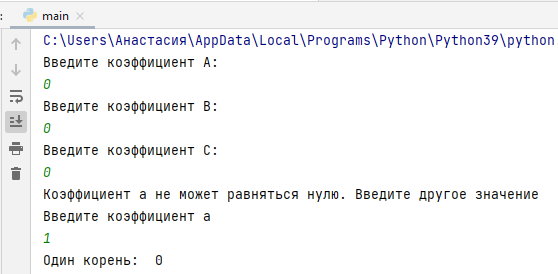 : main
C:\Users\Анастасия\AppData\Local\Programs\Python\Python39\python
Введите коэффициент A:
0
Введите коэффициент B:
0
Введите коэффициент C:
0
Коэффициент а не может равняться нулю. Введите другое значение
Введите коэффициент а
1
Один корень:  0